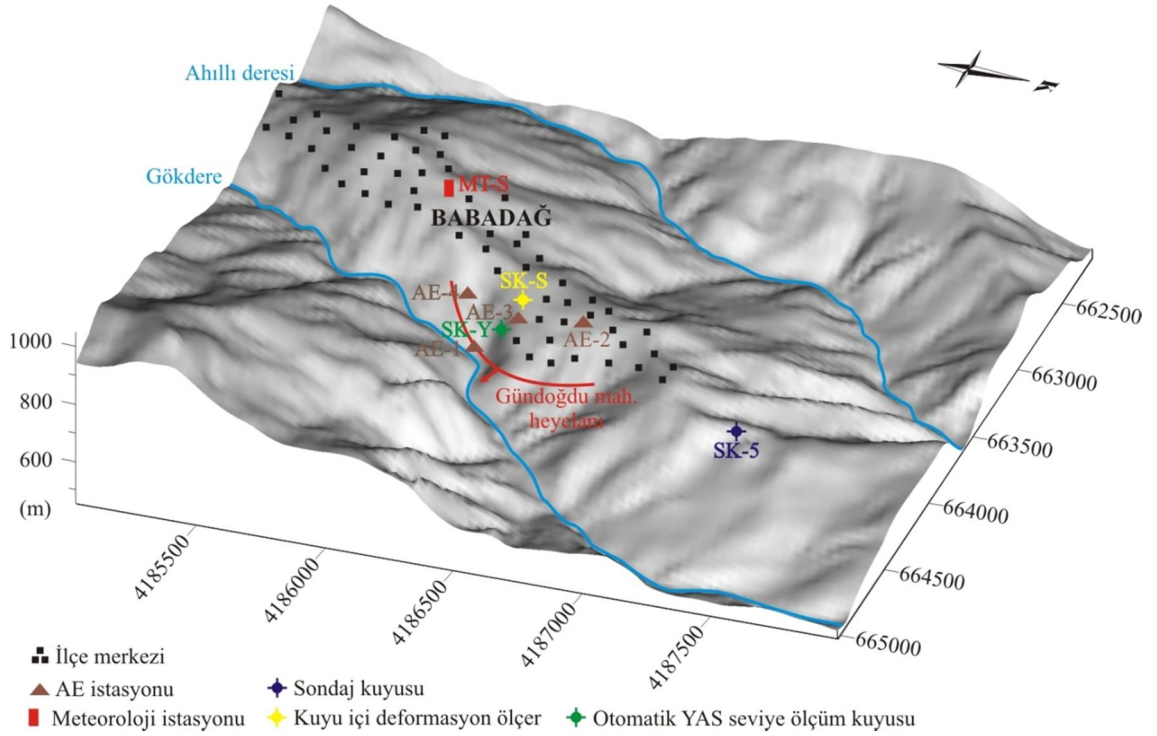 Ahıllı deresi
Gökdere
MT-S
BABADAĞ
SK-S
AE-4
AE-3
SK-Y
AE-2
AE-1
Gündoğdu mah.
heyelanı
SK-5
1000
800
600
(m)
4185500
4186000
4186500
4187000
4187500
662500
663000
663500
664000
664500
665000
İlçe merkezi
AE istasyonu
Sondaj kuyusu
Meteoroloji istasyonu
Kuyu içi deformasyon ölçer
Otomatik YAS seviye ölçüm kuyusu